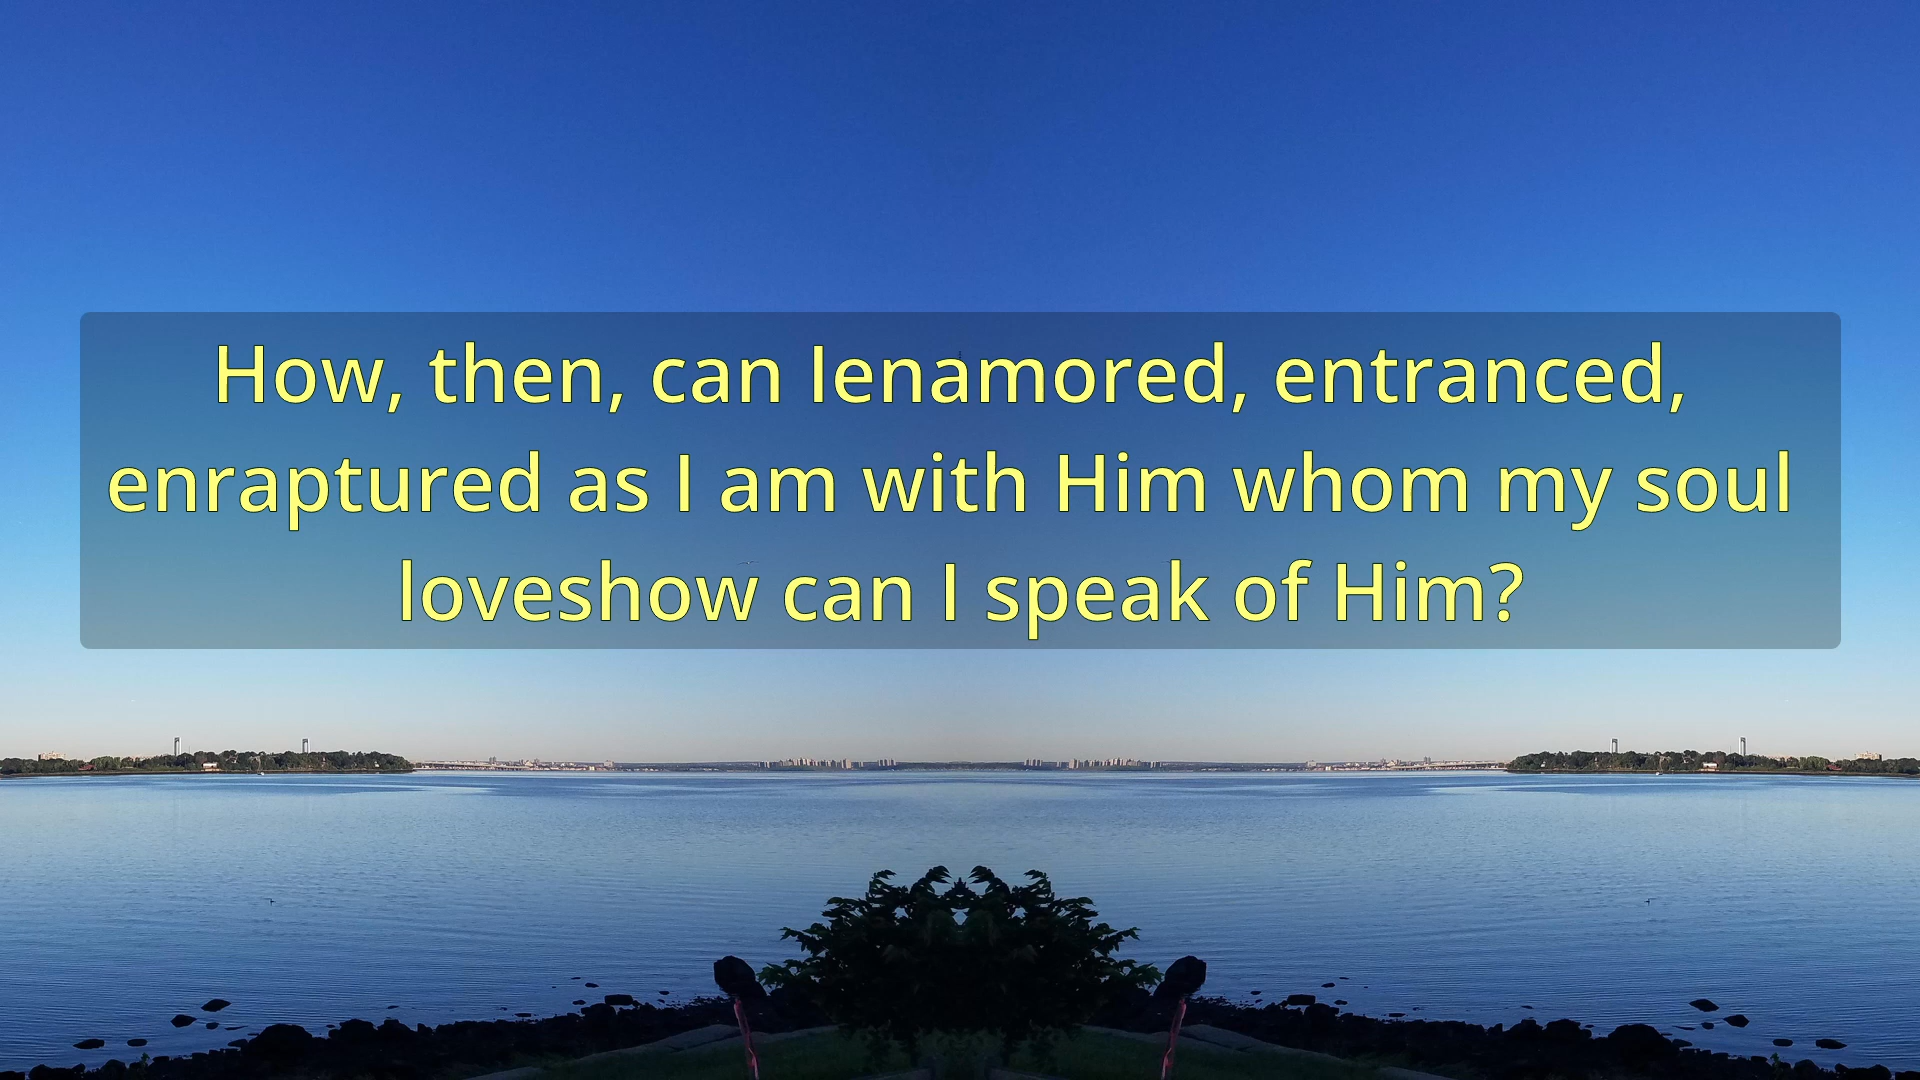 How, then, can Ienamored, entranced,
enraptured as I am with Him whom my soul
loveshow can I speak of Him?